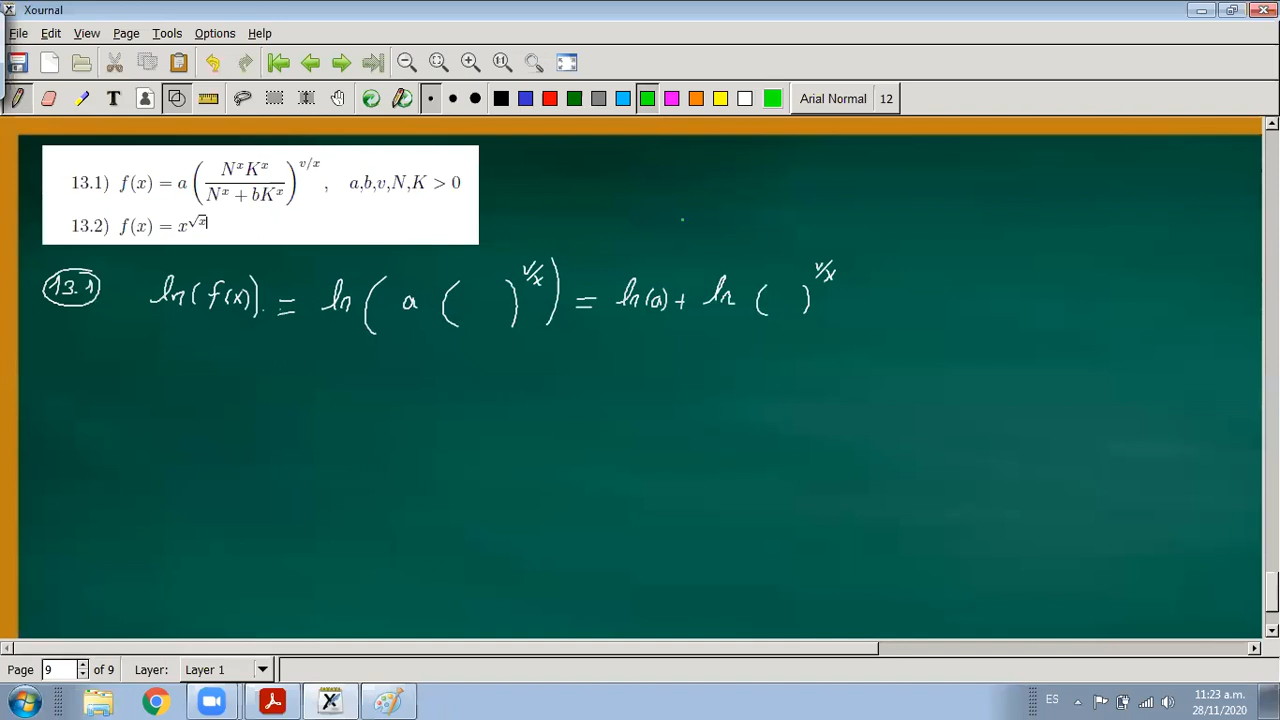 Xournal
File Edit View Page Tools Options Help
Arial Normal 12
13.1) f(x) = a (N^x K^x / (N^x + bK^x))^{v/x} , a,b,v,N,K > 0
13.2) f(x) = x^{√x}
13.1 ln(f(x)) = ln( a ( )^{v/x} ) = ln(a) + ln ( )^{v/x}
Page 9 of 9 Layer: Layer 1
ES 11:23 a.m.
28/11/2020